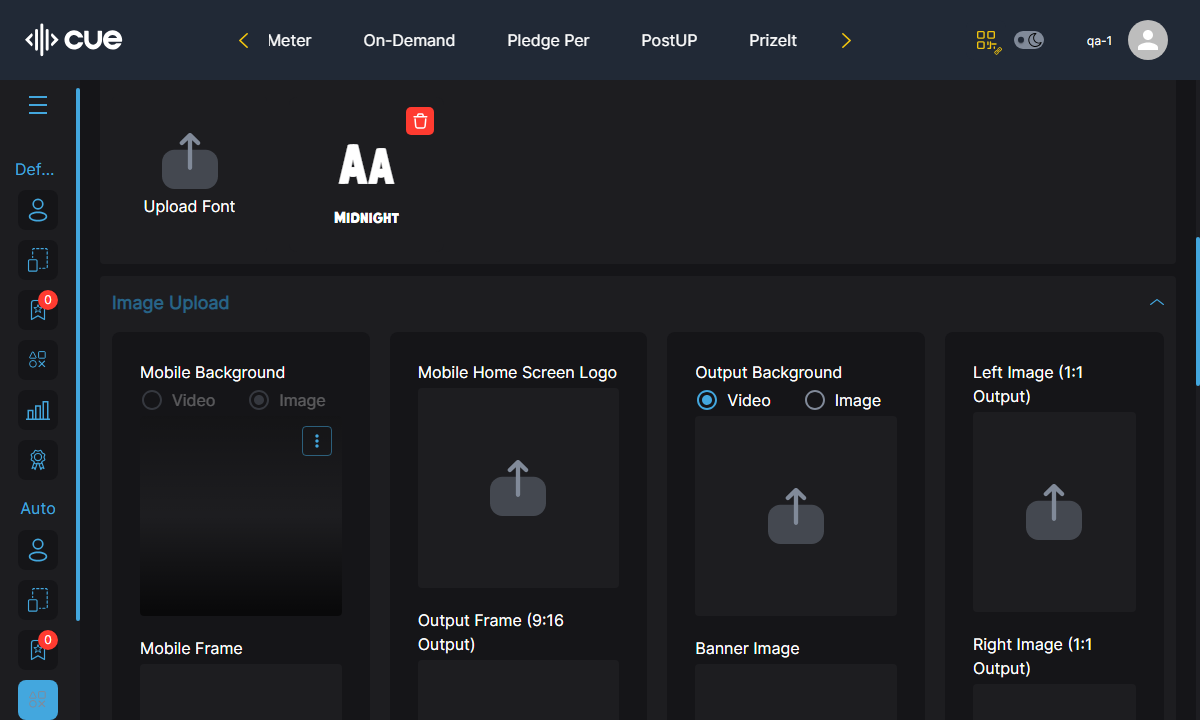 cue
Meter
On-Demand
Pledge Per
PostUP
PrizeIt
qa-1
Def...
0
Auto
0
Upload Font
AA
MIDNIGHT
Image Upload
Mobile Background
Video
Image
Mobile Frame
Mobile Home Screen Logo
Output Frame (9:16
Output)
Output Background
Video
Image
Banner Image
Left Image (1:1
Output)
Right Image (1:1
Output)